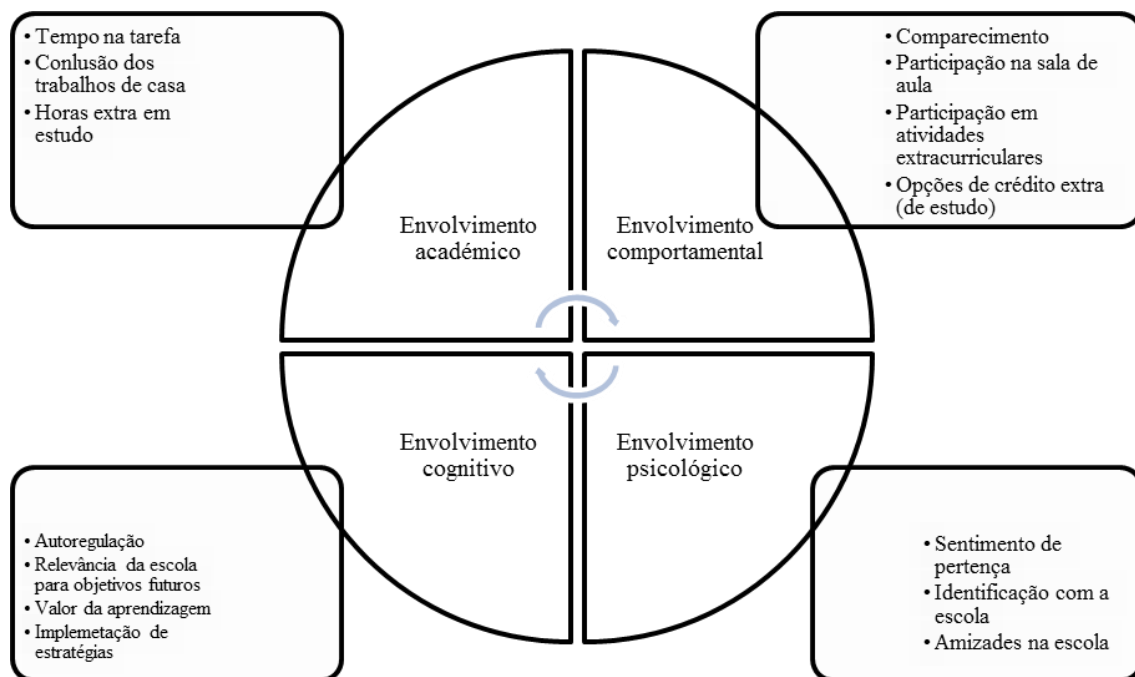 • Tempo na tarefa
• Conlusão dos
trabalhos de casa
• Horas extra em
estudo
• Comparecimento
• Participação na sala de
aula
• Participação em
atividades
extracurriculares
• Opções de crédito extra
(de estudo)
Envolvimento
académico
Envolvimento
comportamental
Envolvimento
cognitivo
Envolvimento
psicológico
• Autoregulação
• Relevância da escola
para objetivos futuros
• Valor da aprendizagem
• Implemetação de
estratégias
• Sentimento de
pertença
• Identificação com a
escola
• Amizades na escola